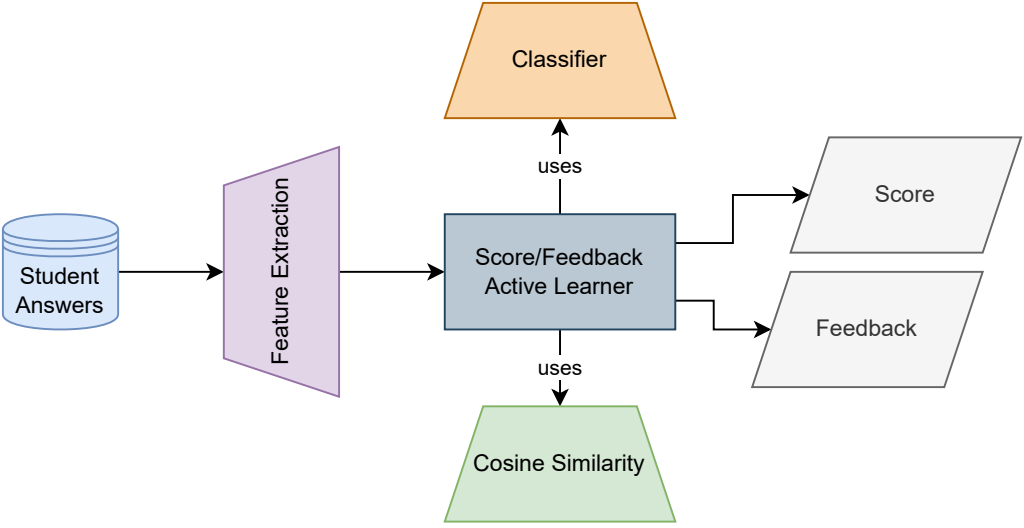 Classifier
uses
Student
Answers
Feature Extraction
Score/Feedback
Active Learner
Score
Feedback
uses
Cosine Similarity